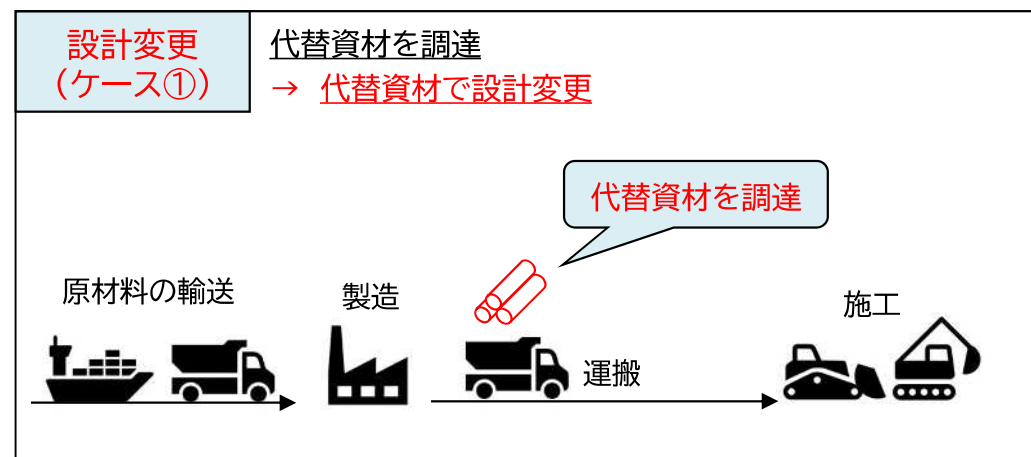 設計変更
（ケース①）
代替資材を調達
→ 代替資材で設計変更
代替資材を調達
原材料の輸送
製造
運搬
施工